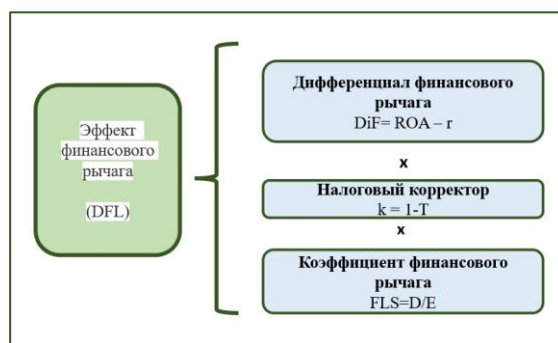 Эффект
финансового
рычага
(DFL)
Дифференциал финансового
рычага
DiF= ROA – r
x
Налоговый корректор
k = 1-T
x
Коэффициент финансового
рычага
FLS=D/E